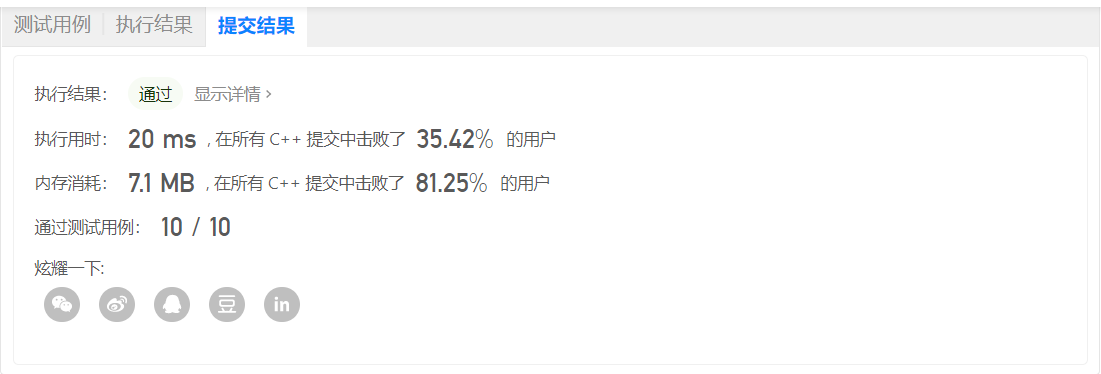 测试用例 执行结果 提交结果
执行结果： 通过 显示详情 >
执行用时： 20 ms , 在所有 C++ 提交中击败了 35.42% 的用户
内存消耗： 7.1 MB , 在所有 C++ 提交中击败了 81.25% 的用户
通过测试用例： 10 / 10
炫耀一下:
豆 in